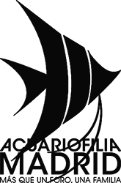 ACUARIOFILIA
MADRID
MÁS QUE UN FORO, UNA FAMILIA